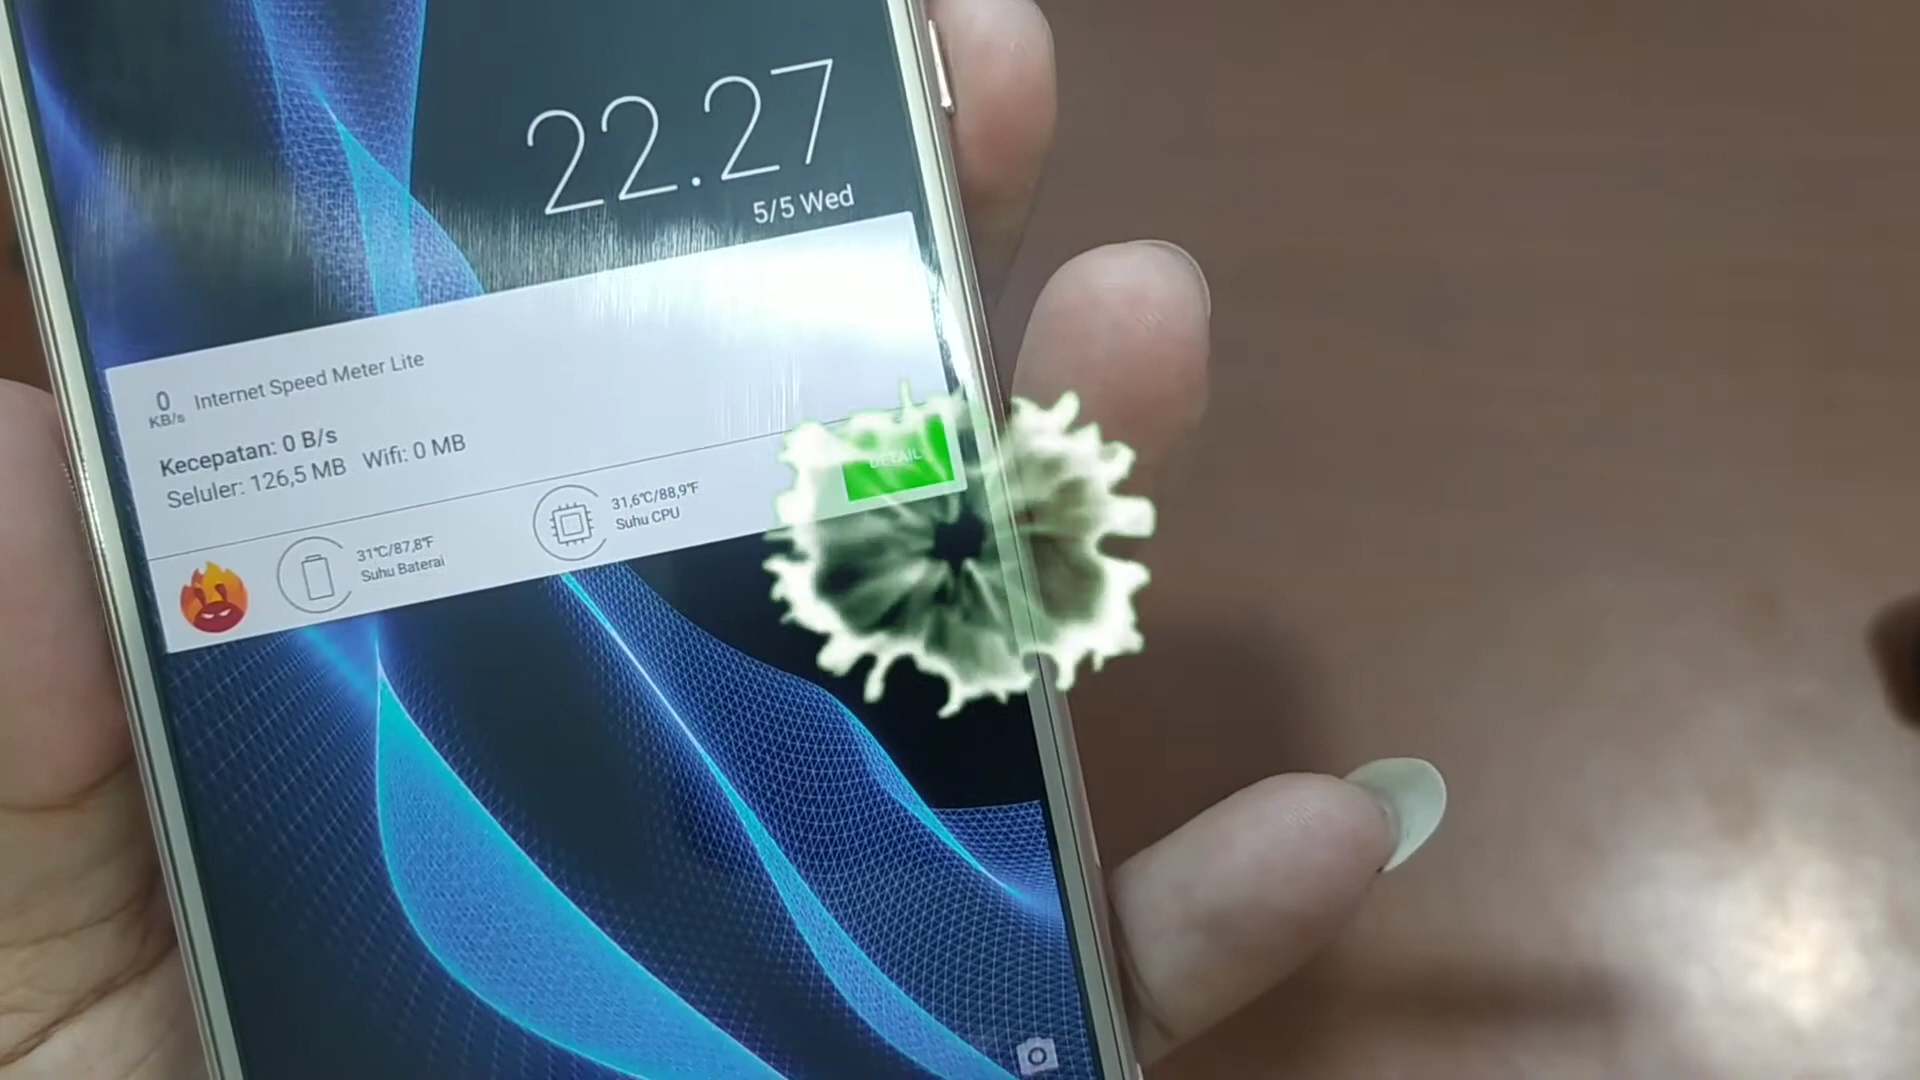 22.27
5/5 Wed
0
KB/s
Internet Speed Meter Lite
Kecepatan: 0 B/s
Seluler: 126,5 MB Wifi: 0 MB
DETAIL
31°C/87,8°F
Suhu Baterai
31,6°C/88,9°F
Suhu CPU